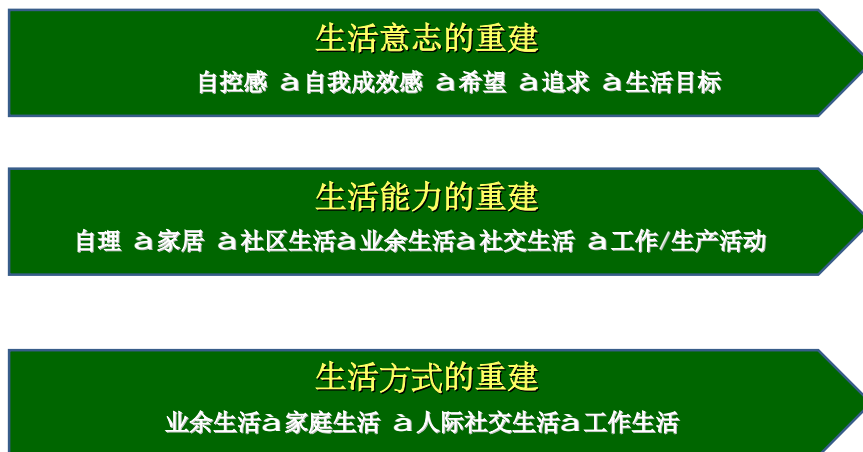 生活意志的重建
自控感 à自我成效感 à希望 à追求 à生活目标
生活能力的重建
自理 à家居 à社区生活à业余生活à社交生活 à工作/生产活动
生活方式的重建
业余生活à家庭生活 à人际社交生活à工作生活